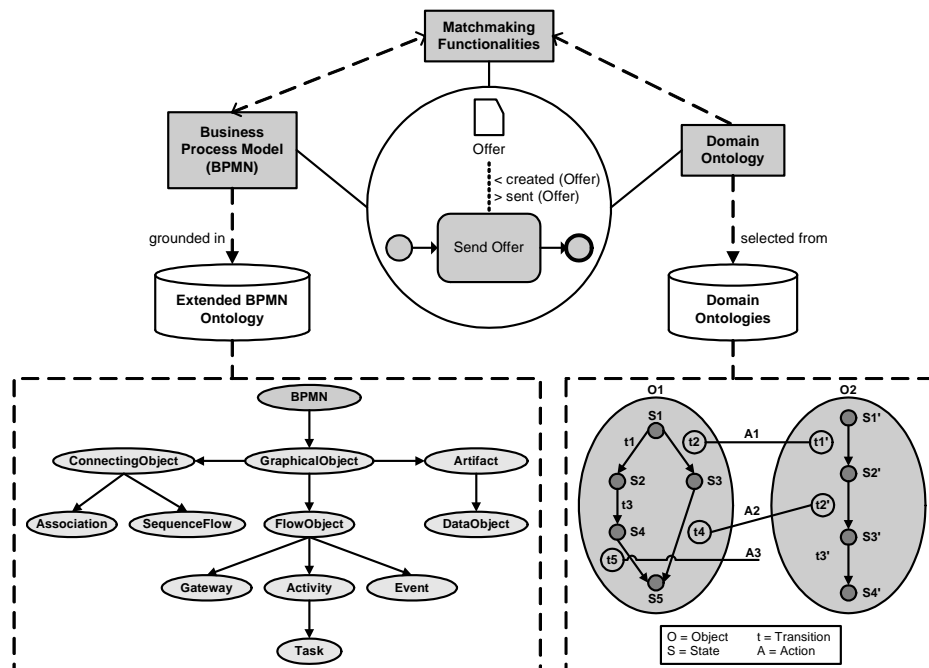 Matchmaking
Functionalities
Business
Process Model
(BPMN)
Offer
< created (Offer)
> sent (Offer)
Send Offer
Domain
Ontology
grounded in
selected from
Extended BPMN
Ontology
Domain
Ontologies
BPMN
ConnectingObject
GraphicalObject
Artifact
Association
SequenceFlow
FlowObject
DataObject
Gateway
Activity
Event
Task
O1
O2
S1
S1'
t1
t2
A1
t1'
S2
S3
S2'
t3
A2
t2'
S4
t4
S3'
t5
A3
t3'
S5
S4'
O = Object t = Transition
S = State A = Action